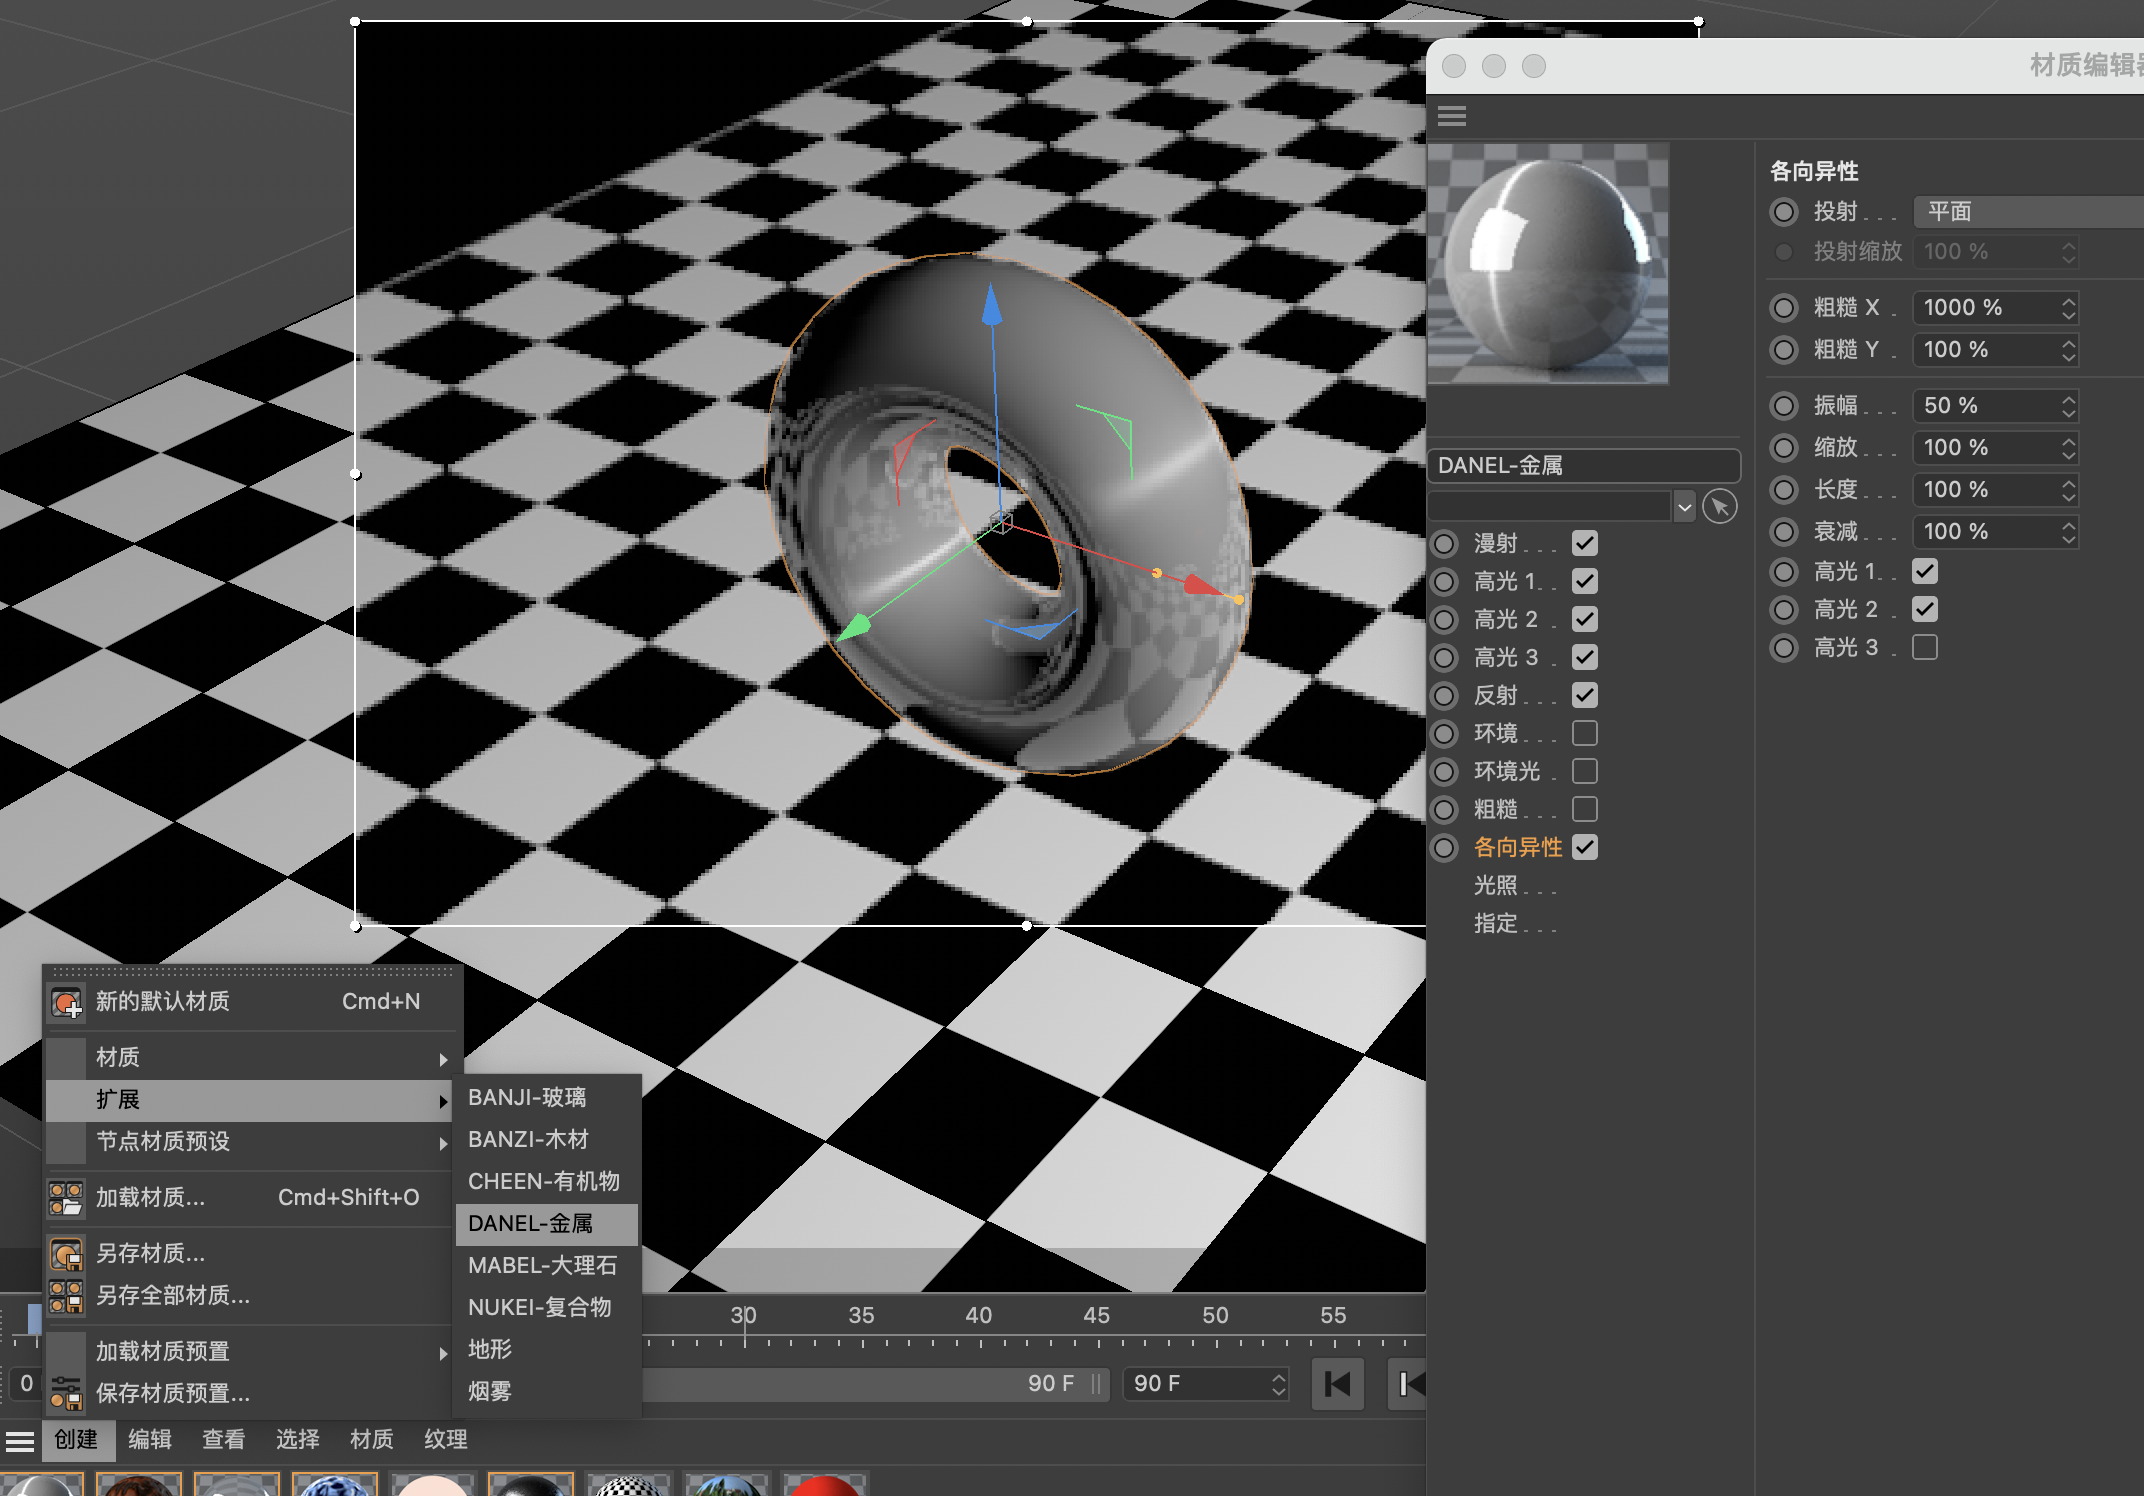 材质编辑器
各向异性
投射 . . . 平面
投射缩放 100 %
粗糙 X . 1000 %
粗糙 Y . 100 %
振幅 . . . 50 %
缩放 . . . 100 %
长度 . . . 100 %
衰减 . . . 100 %
高光 1. .
高光 2 .
高光 3 .
DANEL-金属
漫射 . . .
高光 1. .
高光 2 .
高光 3 .
反射 . . .
环境 . . .
环境光 .
粗糙 . . .
各向异性
光照 . . .
指定 . . .
新的默认材质 Cmd+N
材质
扩展
节点材质预设
加载材质... Cmd+Shift+O
另存材质...
另存全部材质...
加载材质预置
保存材质预置...
BANJI-玻璃
BANZI-木材
CHEEN-有机物
DANEL-金属
MABEL-大理石
NUKEI-复合物
地形
烟雾
30 35 40 45 50 55
0 90 F 90 F
创建 编辑 查看 选择 材质 纹理